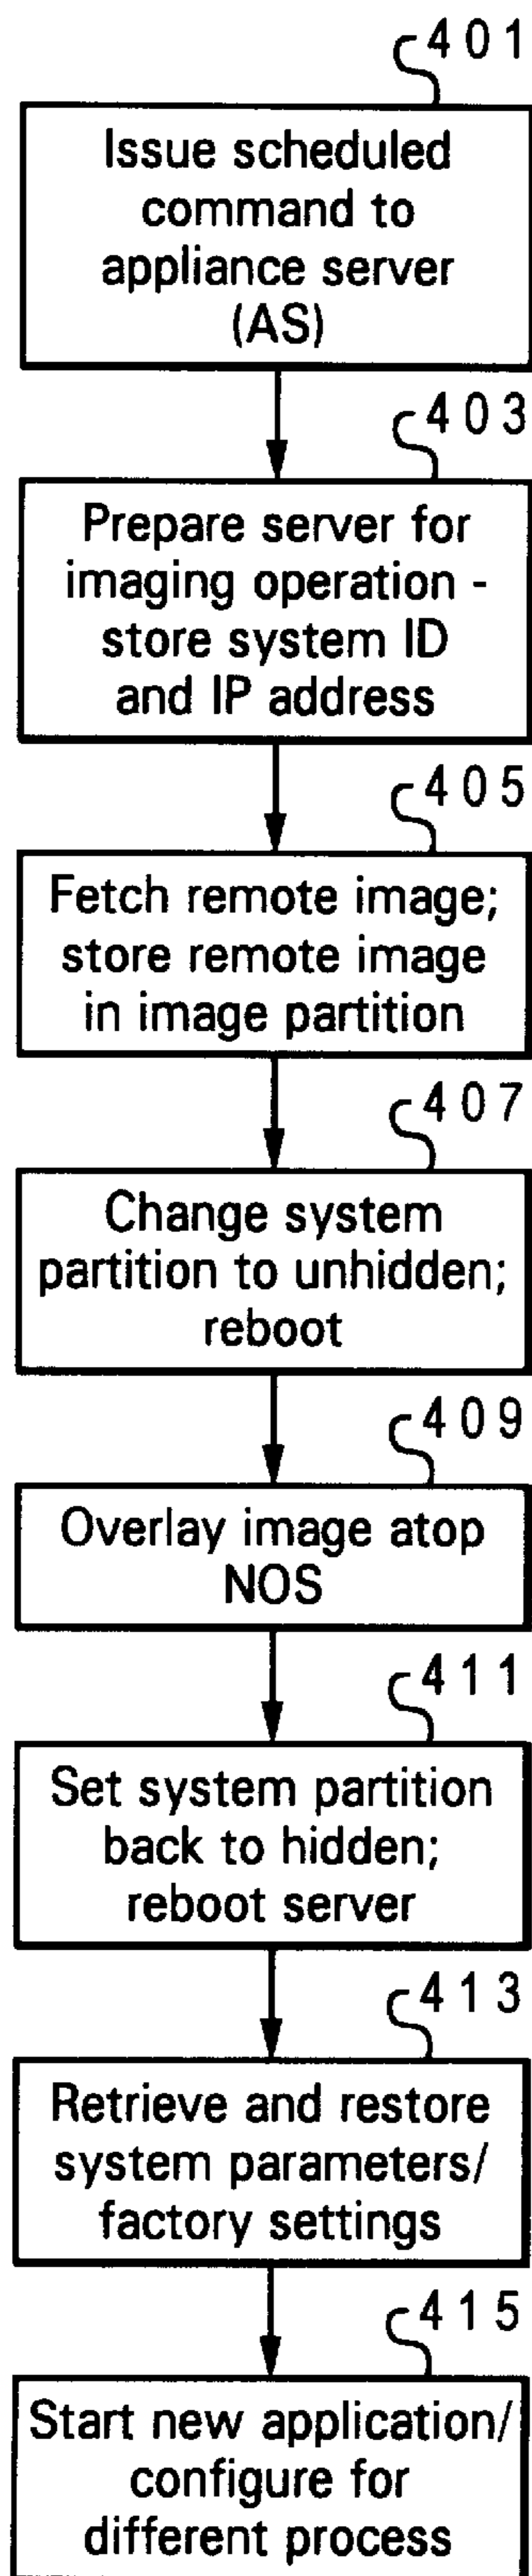 401
Issue scheduled
command to
appliance server
(AS)
403
Prepare server for
imaging operation -
store system ID
and IP address
405
Fetch remote image;
store remote image
in image partition
407
Change system
partition to unhidden;
reboot
409
Overlay image atop
NOS
411
Set system partition
back to hidden;
reboot server
413
Retrieve and restore
system parameters/
factory settings
415
Start new application/
configure for
different process